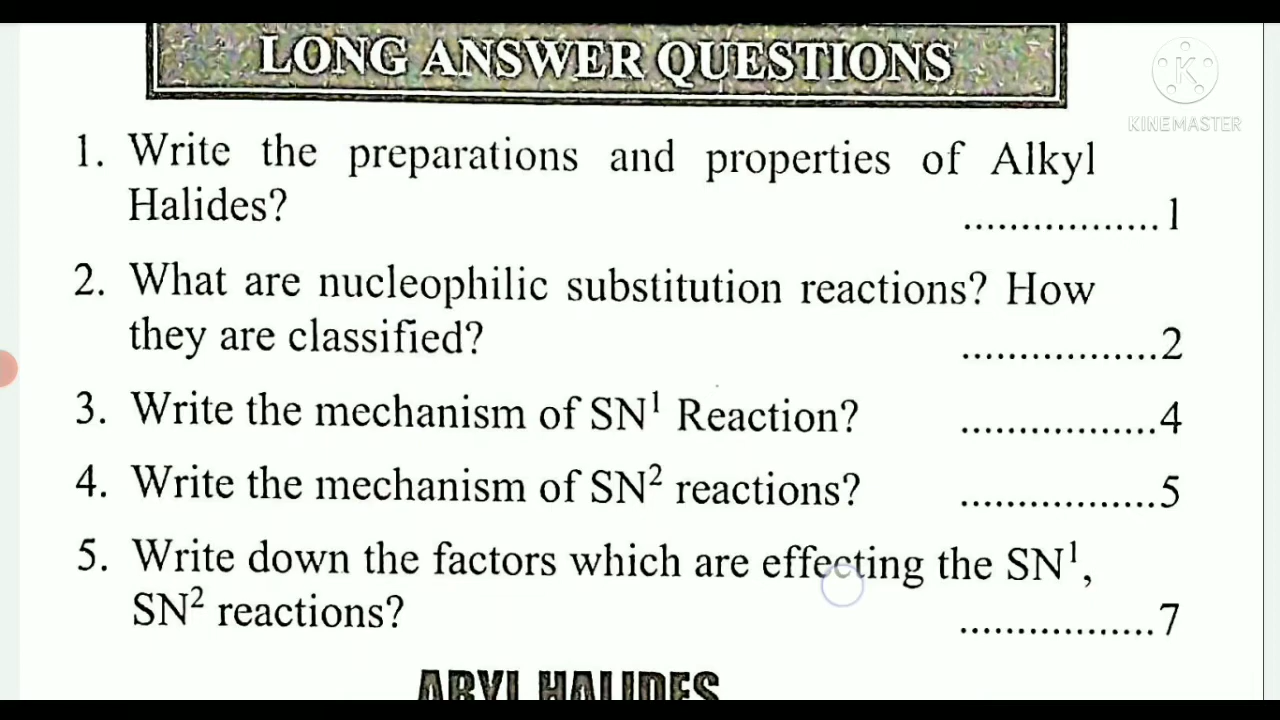 LONG ANSWER QUESTIONS
K
KINEMASTER
1. Write the preparations and properties of Alkyl
Halides? .................1
2. What are nucleophilic substitution reactions? How
they are classified? .................2
3. Write the mechanism of SN¹ Reaction? .................4
4. Write the mechanism of SN² reactions? .................5
5. Write down the factors which are effecting the SN¹,
SN² reactions? .................7
ARYL HALIDES